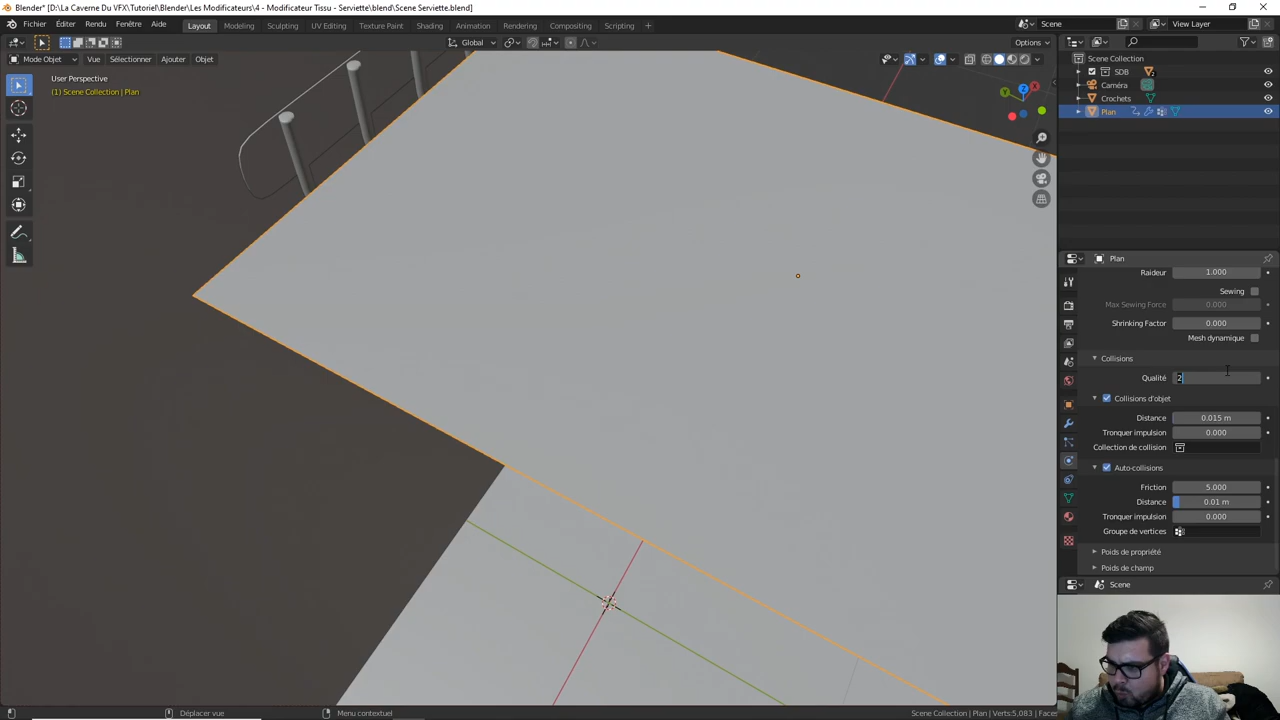 Blender* [D:\La Caverne Du VFX\Tutoriel\Blender\Les Modificateurs\4 - Modificateur Tissu - Serviette.blend\Scene Serviette.blend]
Fichier Éditer Rendu Fenêtre Aide Layout Modeling Sculpting UV Editing Texture Paint Shading Animation Rendering Compositing Scripting + Scene View Layer
Global Options
Mode Objet Vue Sélectionner Ajouter Objet
User Perspective
(1) Scene Collection | Plan
X
Y
Z
Scene Collection
SDB 2
Caméra
Crochets
Plan
Plan
Raideur 1.000
Sewing
Max Sewing Force 0.000
Shrinking Factor 0.000
Mesh dynamique
Collisions
Qualité 2
Collisions d'objet
Distance 0.015 m
Tronquer impulsion 0.000
Collection de collision
Auto-collisions
Friction 5.000
Distance 0.01 m
Tronquer impulsion 0.000
Groupe de vertices
Poids de propriété
Poids de champ
Scene
Déplacer vue Menu contextuel Scene Collection | Plan | Verts:5,083 | Faces